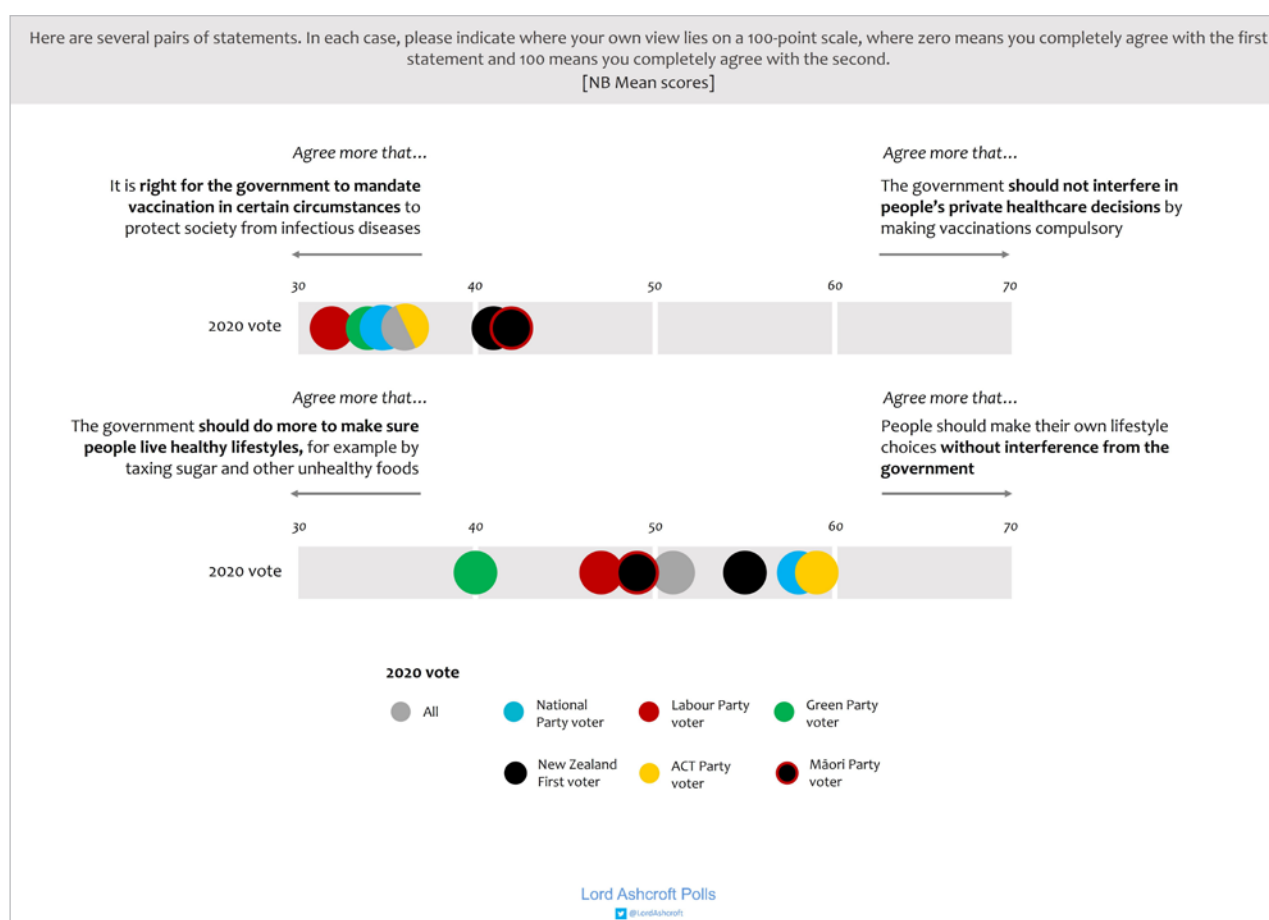 Here are several pairs of statements. In each case, please indicate where your own view lies on a 100-point scale, where zero means you completely agree with the first
statement and 100 means you completely agree with the second.
[NB Mean scores]
Agree more that...
It is right for the government to mandate
vaccination in certain circumstances to
protect society from infectious diseases
Agree more that...
The government should not interfere in
people's private healthcare decisions by
making vaccinations compulsory
30 40 50 60 70
2020 vote
Agree more that...
The government should do more to make sure
people live healthy lifestyles, for example by
taxing sugar and other unhealthy foods
Agree more that...
People should make their own lifestyle
choices without interference from the
government
30 40 50 60 70
2020 vote
2020 vote
All
National
Party voter
Labour Party
voter
Green Party
voter
New Zealand
First voter
ACT Party
voter
Māori Party
voter
Lord Ashcroft Polls
@LordAshcroft